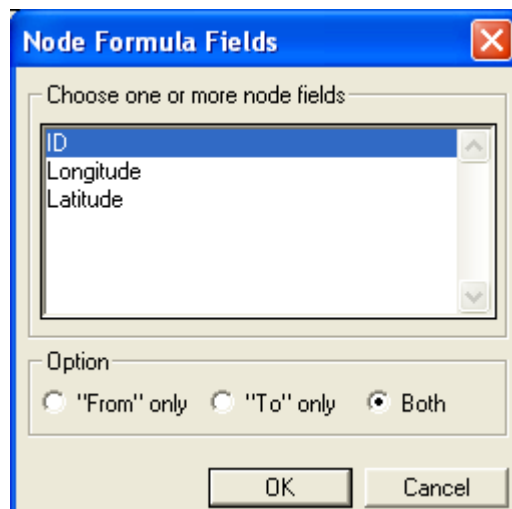 Node Formula Fields
Choose one or more node fields
ID
Longitude
Latitude
Option
"From" only "To" only Both
OK Cancel